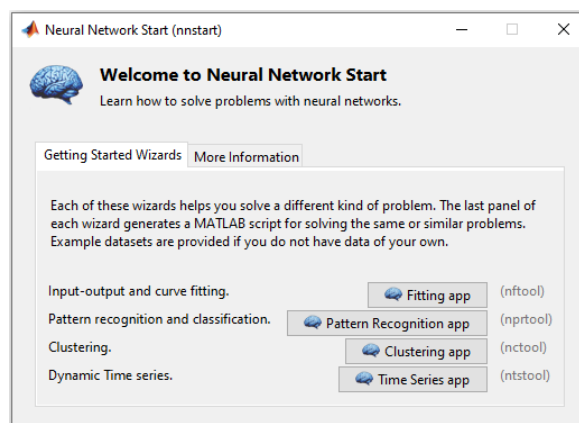 Neural Network Start (nnstart)
Welcome to Neural Network Start
Learn how to solve problems with neural networks.
Getting Started Wizards More Information
Each of these wizards helps you solve a different kind of problem. The last panel of
each wizard generates a MATLAB script for solving the same or similar problems.
Example datasets are provided if you do not have data of your own.
Input-output and curve fitting. Fitting app (nftool)
Pattern recognition and classification. Pattern Recognition app (nprtool)
Clustering. Clustering app (nctool)
Dynamic Time series. Time Series app (ntstool)